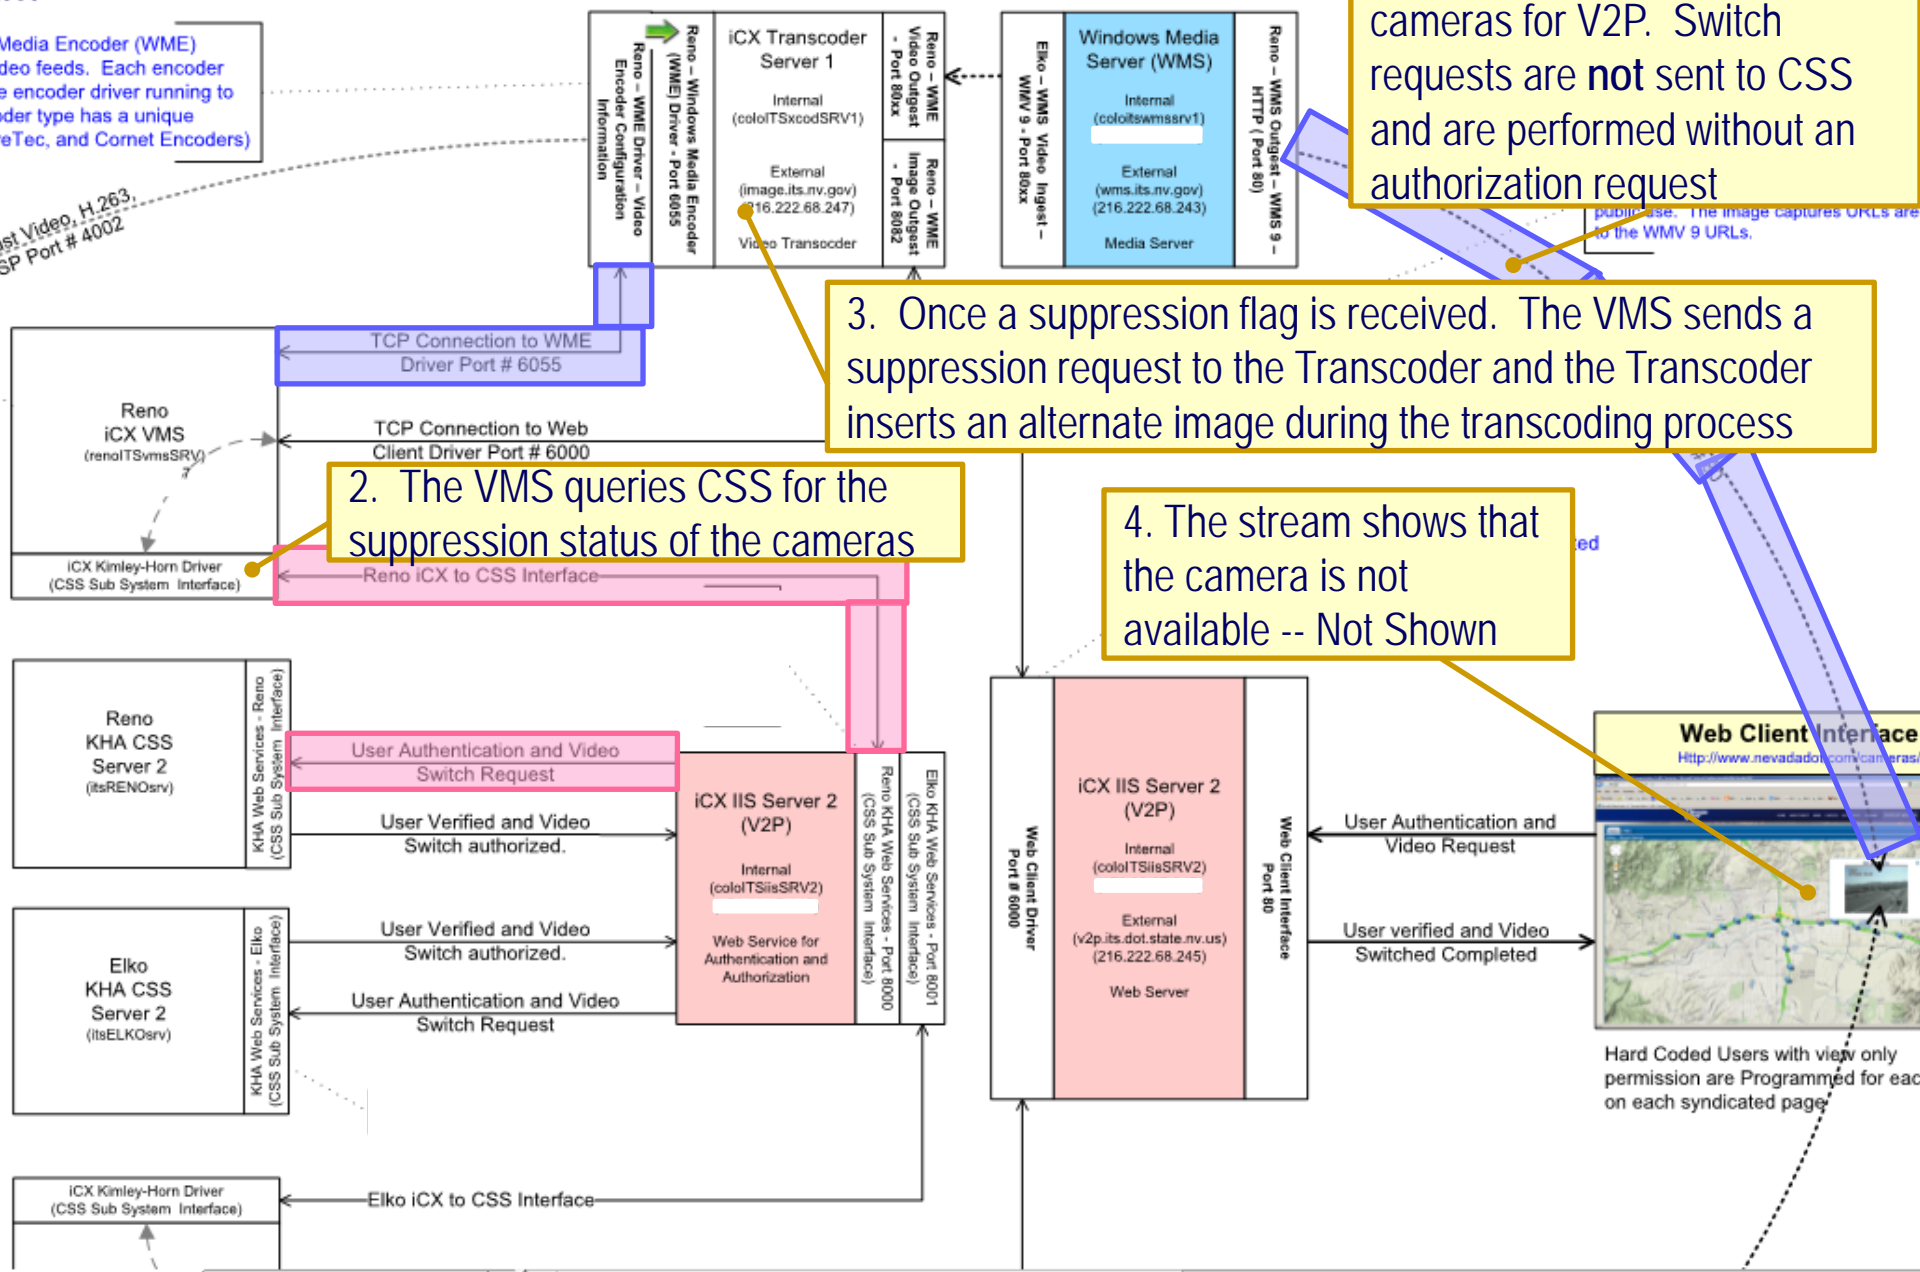 Media Encoder (WME)
deo feeds. Each encoder
e encoder driver running to
oder type has a unique
reTec, and Cornet Encoders)
st Video, H.263,
SP Port # 4002
Reno – WME Driver – Video
Encoder Configuration
Information
Reno – Windows Media Encoder
(WME) Driver - Port 6055
iCX Transcoder
Server 1
Internal
(coloITSxcodSRV1)
External
(image.its.nv.gov)
(216.222.68.247)
Video Transocder
Reno – WME
Video Outgest
- Port 80xx
Reno – WME
Image Outgest
- Port 8082
Elko – WMS Video Ingest –
WMV 9 - Port 80xx
Windows Media
Server (WMS)
Internal
(coloitswmssrv1)
External
(wms.its.nv.gov)
(216.222.68.243)
Media Server
Reno – WMS Outgest – WMS 9 –
HTTP ( Port 80)
cameras for V2P. Switch
requests are not sent to CSS
and are performed without an
authorization request
public use. The image captures URLs are
to the WMV 9 URLs.
3. Once a suppression flag is received. The VMS sends a
suppression request to the Transcoder and the Transcoder
inserts an alternate image during the transcoding process
TCP Connection to WME
Driver Port # 6055
Reno
iCX VMS
(renoITSvmsSRV)
?
TCP Connection to Web
Client Driver Port # 6000
2. The VMS queries CSS for the
suppression status of the cameras
4. The stream shows that
the camera is not
available -- Not Shown
ted
iCX Kimley-Horn Driver
(CSS Sub System Interface)
Reno iCX to CSS Interface
Reno
KHA CSS
Server 2
(itsRENOsrv)
KHA Web Services - Reno
(CSS Sub System Interface)
User Authentication and Video
Switch Request
User Verified and Video
Switch authorized.
iCX IIS Server 2
(V2P)
Internal
(coloITSiisSRV2)
Web Service for
Authentication and
Authorization
Reno KHA Web Services - Port 8000
(CSS Sub System Interface)
Elko KHA Web Services - Port 8001
(CSS Sub System Interface)
Elko
KHA CSS
Server 2
(itsELKOsrv)
KHA Web Services - Elko
(CSS Sub System Interface)
User Verified and Video
Switch authorized.
User Authentication and Video
Switch Request
Web Client Driver
Port # 6000
iCX IIS Server 2
(V2P)
Internal
(coloITSiisSRV2)
External
(v2p.its.dot.state.nv.us)
(216.222.68.245)
Web Server
Web Client Interface
Port 80
User Authentication and
Video Request
User verified and Video
Switched Completed
Web Client Interface
Http://www.nevadadot.com/cameras/
Hard Coded Users with view only
permission are Programmed for eac
on each syndicated page
iCX Kimley-Horn Driver
(CSS Sub System Interface)
Elko iCX to CSS Interface